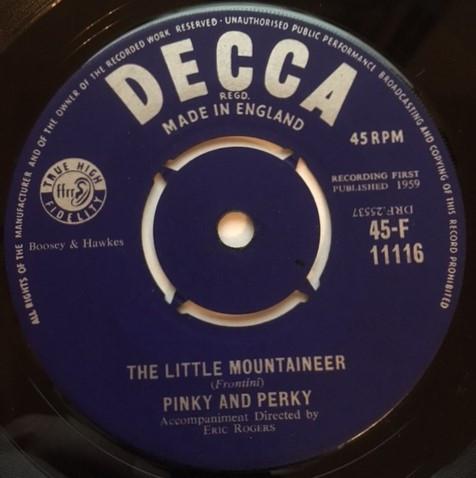 ALL RIGHTS OF THE MANUFACTURER AND OF THE OWNER OF THE RECORDED WORK RESERVED · UNAUTHORISED PUBLIC PERFORMANCE BROADCASTING AND COPYING OF THIS RECORD PROHIBITED
DECCA
REGD.
MADE IN ENGLAND
45 RPM
TRUE HIGH
ffrr
FIDELITY
RECORDING FIRST
PUBLISHED 1959
DRF.25537
Boosey & Hawkes
45-F
11116
THE LITTLE MOUNTAINEER
(Frontini)
PINKY AND PERKY
Accompaniment Directed by
ERIC ROGERS